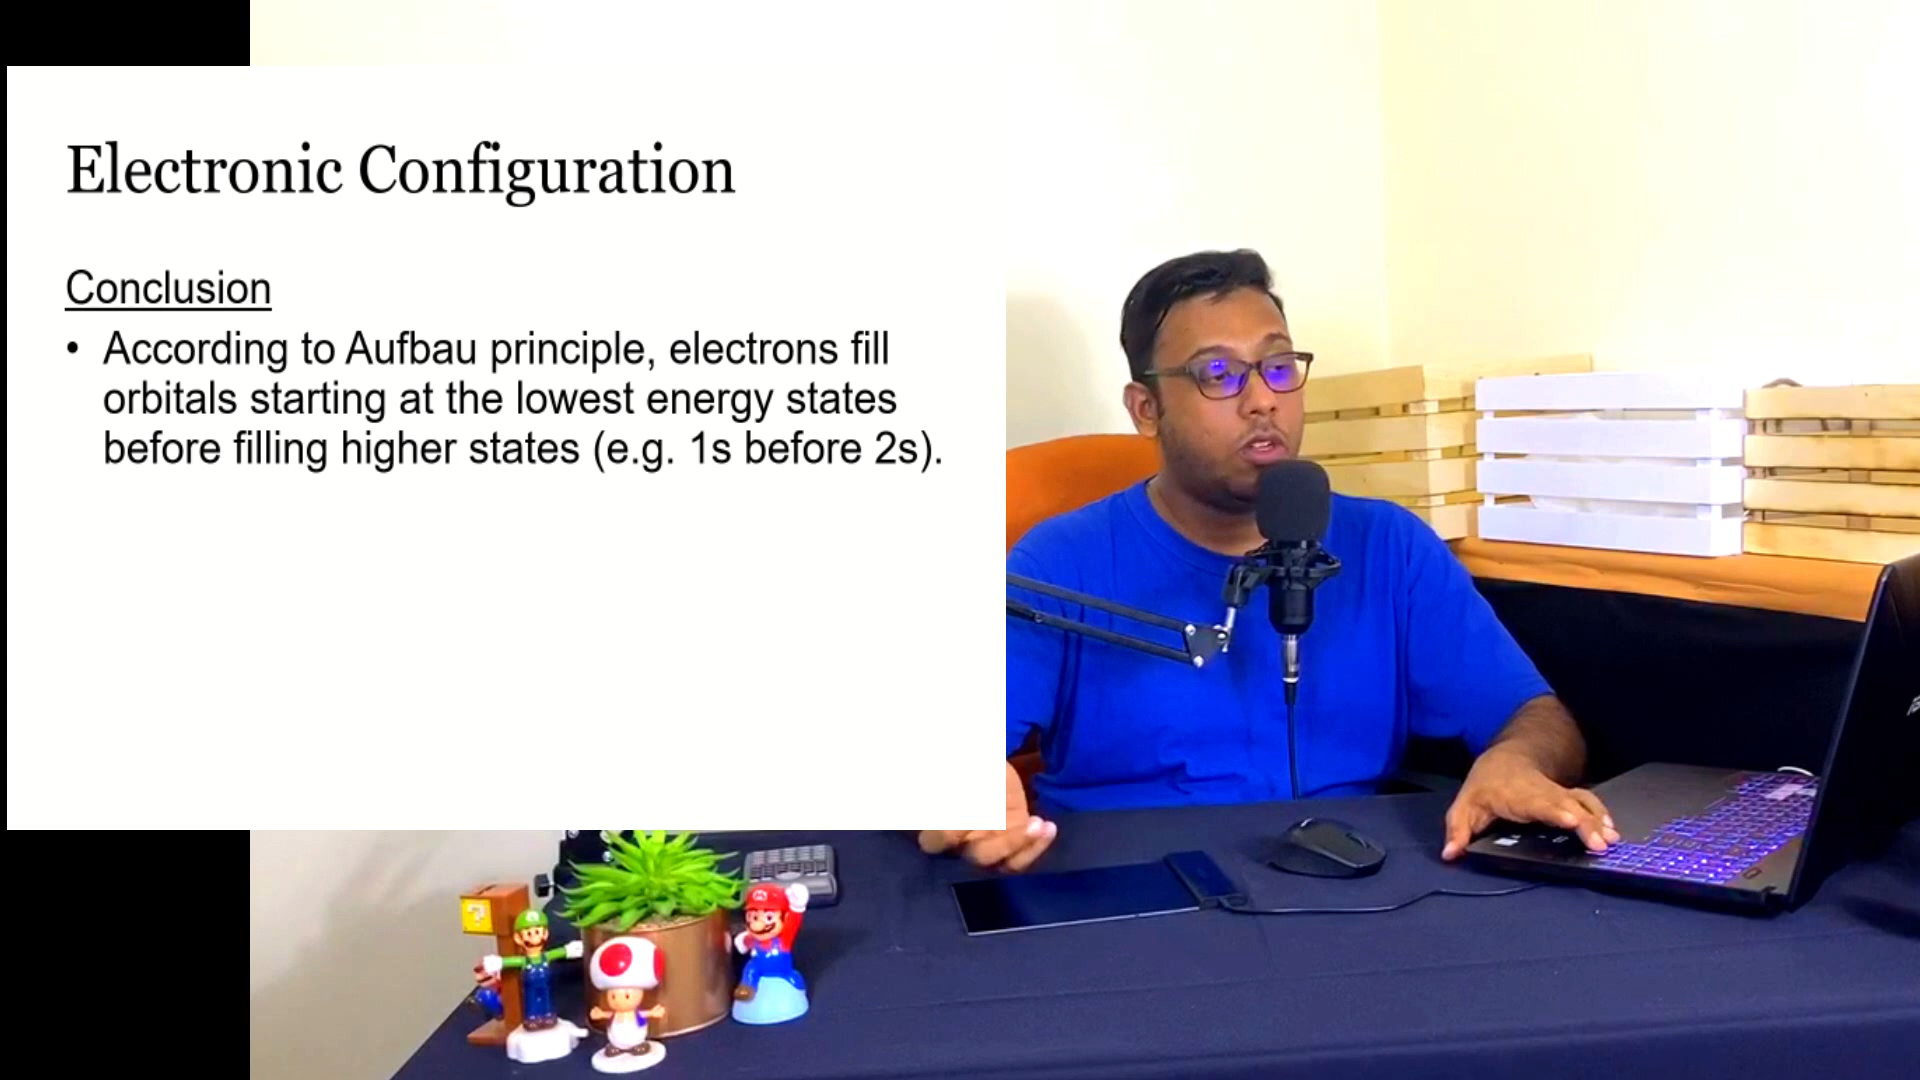 Electronic Configuration
Conclusion
• According to Aufbau principle, electrons fill
orbitals starting at the lowest energy states
before filling higher states (e.g. 1s before 2s).
?